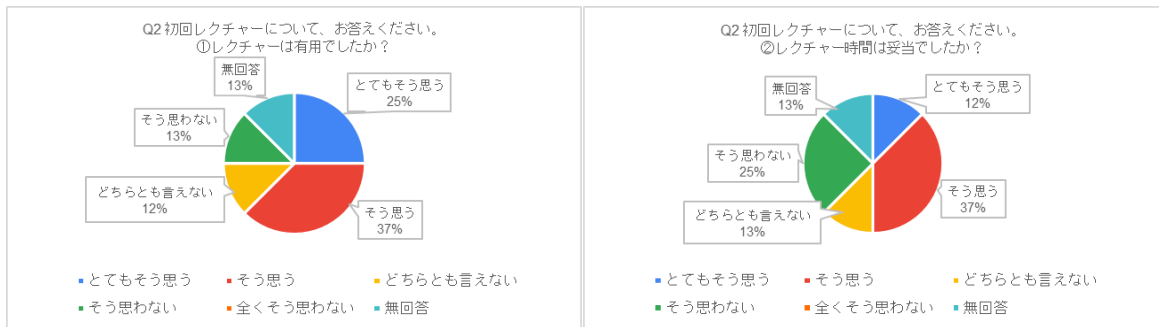 Q2 初回レクチャーについて、お答えください。
①レクチャーは有用でしたか？
無回答
13%
とてもそう思う
25%
そう思わない
13%
どちらとも言えない
12%
そう思う
37%
とてもそう思う
そう思う
どちらとも言えない
そう思わない
全くそう思わない
無回答
Q2 初回レクチャーについて、お答えください。
②レクチャー時間は妥当でしたか？
無回答
13%
とてもそう思う
12%
そう思わない
25%
そう思う
37%
どちらとも言えない
13%
とてもそう思う
そう思う
どちらとも言えない
そう思わない
全くそう思わない
無回答